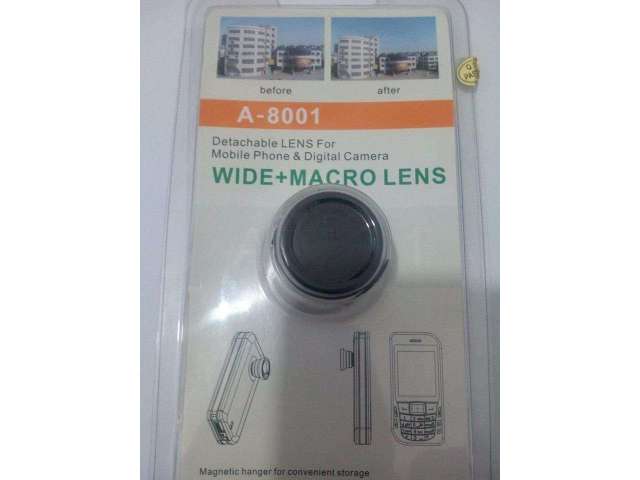 before after
A-8001
Detachable LENS For
Mobile Phone & Digital Camera
WIDE+MACRO LENS
Magnetic hanger for convenient storage